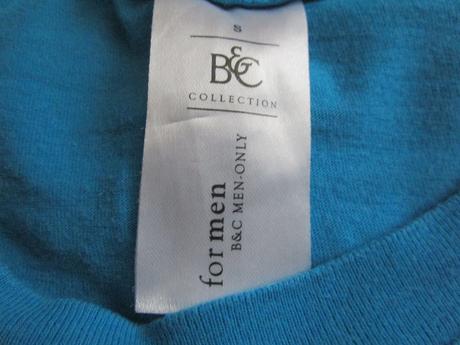 S
B&C
COLLECTION
for men
B&C MEN-ONLY